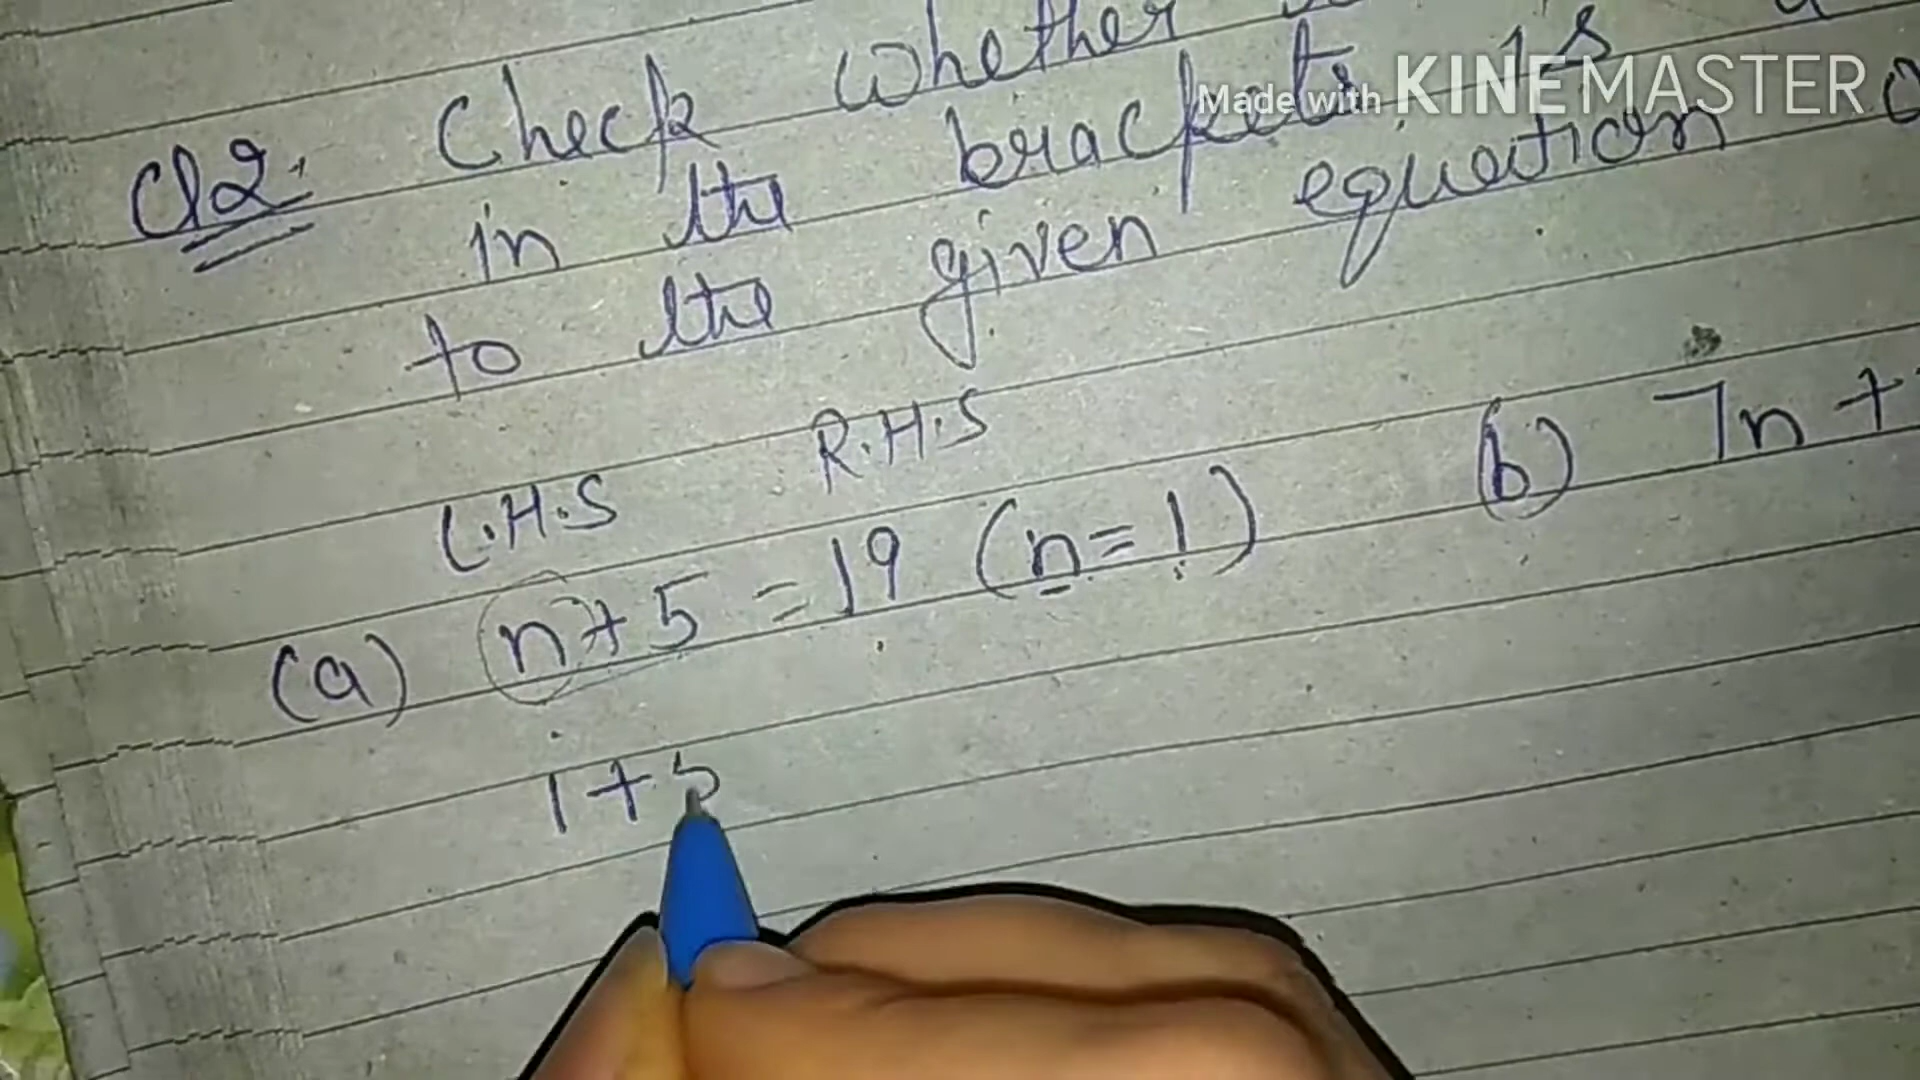 Q2. Check whether
in the brackets is
to the given equation
L.H.S R.H.S
(a) n+5 = 19 (n=1) (b) 7n +
1+5
Made with KINEMASTER